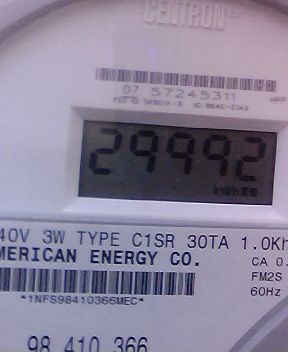 CENTRON®
07 57245311
29992
kWh
40V 3W TYPE C1SR 30TA 1.0Kh
MERICAN ENERGY CO.
CA 0.
FM2S
60Hz
*1NFS98410366MEC*
98 410 366